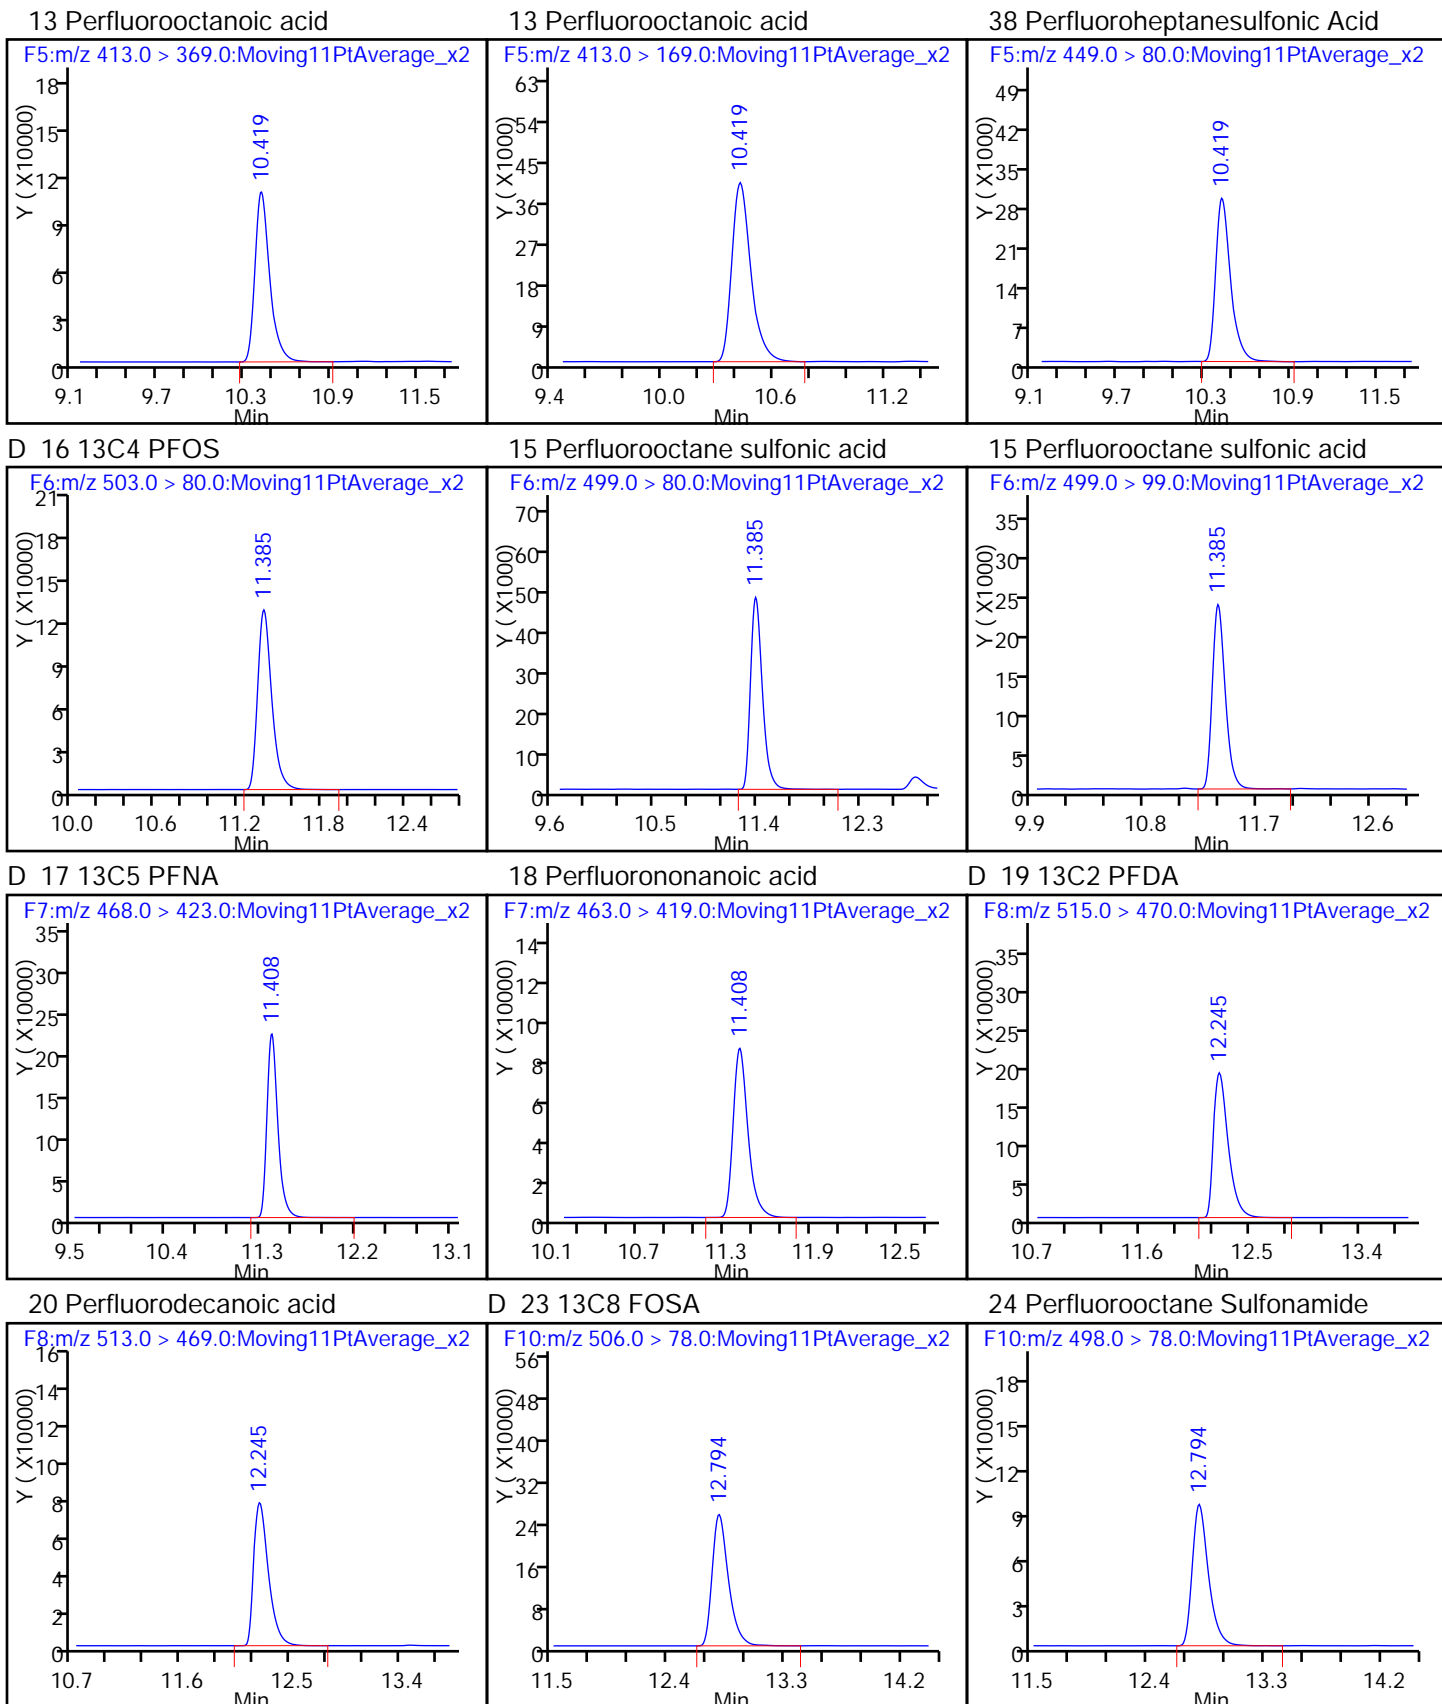 13 Perfluorooctanoic acid
F5:m/z 413.0 > 369.0:Moving11PtAverage_x2
Y ( X10000)
18
15
12
9
6
3
0
10.419
9.1 9.7 10.3 10.9 11.5
Min
13 Perfluorooctanoic acid
F5:m/z 413.0 > 169.0:Moving11PtAverage_x2
Y ( X1000)
63
54
45
36
27
18
9
0
10.419
9.4 10.0 10.6 11.2
Min
38 Perfluoroheptanesulfonic Acid
F5:m/z 449.0 > 80.0:Moving11PtAverage_x2
Y ( X1000)
49
42
35
28
21
14
7
0
10.419
9.1 9.7 10.3 10.9 11.5
Min
D 16 13C4 PFOS
F6:m/z 503.0 > 80.0:Moving11PtAverage_x2
Y ( X10000)
21
18
15
12
9
6
3
0
11.385
10.0 10.6 11.2 11.8 12.4
Min
15 Perfluorooctane sulfonic acid
F6:m/z 499.0 > 80.0:Moving11PtAverage_x2
Y ( X1000)
70
60
50
40
30
20
10
0
11.385
9.6 10.5 11.4 12.3
Min
15 Perfluorooctane sulfonic acid
F6:m/z 499.0 > 99.0:Moving11PtAverage_x2
Y ( X1000)
35
30
25
20
15
10
5
0
11.385
9.9 10.8 11.7 12.6
Min
D 17 13C5 PFNA
F7:m/z 468.0 > 423.0:Moving11PtAverage_x2
Y ( X10000)
35
30
25
20
15
10
5
0
11.408
9.5 10.4 11.3 12.2 13.1
Min
18 Perfluorononanoic acid
F7:m/z 463.0 > 419.0:Moving11PtAverage_x2
Y ( X10000)
14
12
10
8
6
4
2
0
11.408
10.1 10.7 11.3 11.9 12.5
Min
D 19 13C2 PFDA
F8:m/z 515.0 > 470.0:Moving11PtAverage_x2
Y ( X10000)
35
30
25
20
15
10
5
0
12.245
10.7 11.6 12.5 13.4
Min
20 Perfluorodecanoic acid
F8:m/z 513.0 > 469.0:Moving11PtAverage_x2
Y ( X10000)
16
14
12
10
8
6
4
2
0
12.245
10.7 11.6 12.5 13.4
Min
D 23 13C8 FOSA
F10:m/z 506.0 > 78.0:Moving11PtAverage_x2
Y ( X10000)
56
48
40
32
24
16
8
0
12.794
11.5 12.4 13.3 14.2
Min
24 Perfluorooctane Sulfonamide
F10:m/z 498.0 > 78.0:Moving11PtAverage_x2
Y ( X10000)
18
15
12
9
6
3
0
12.794
11.5 12.4 13.3 14.2
Min